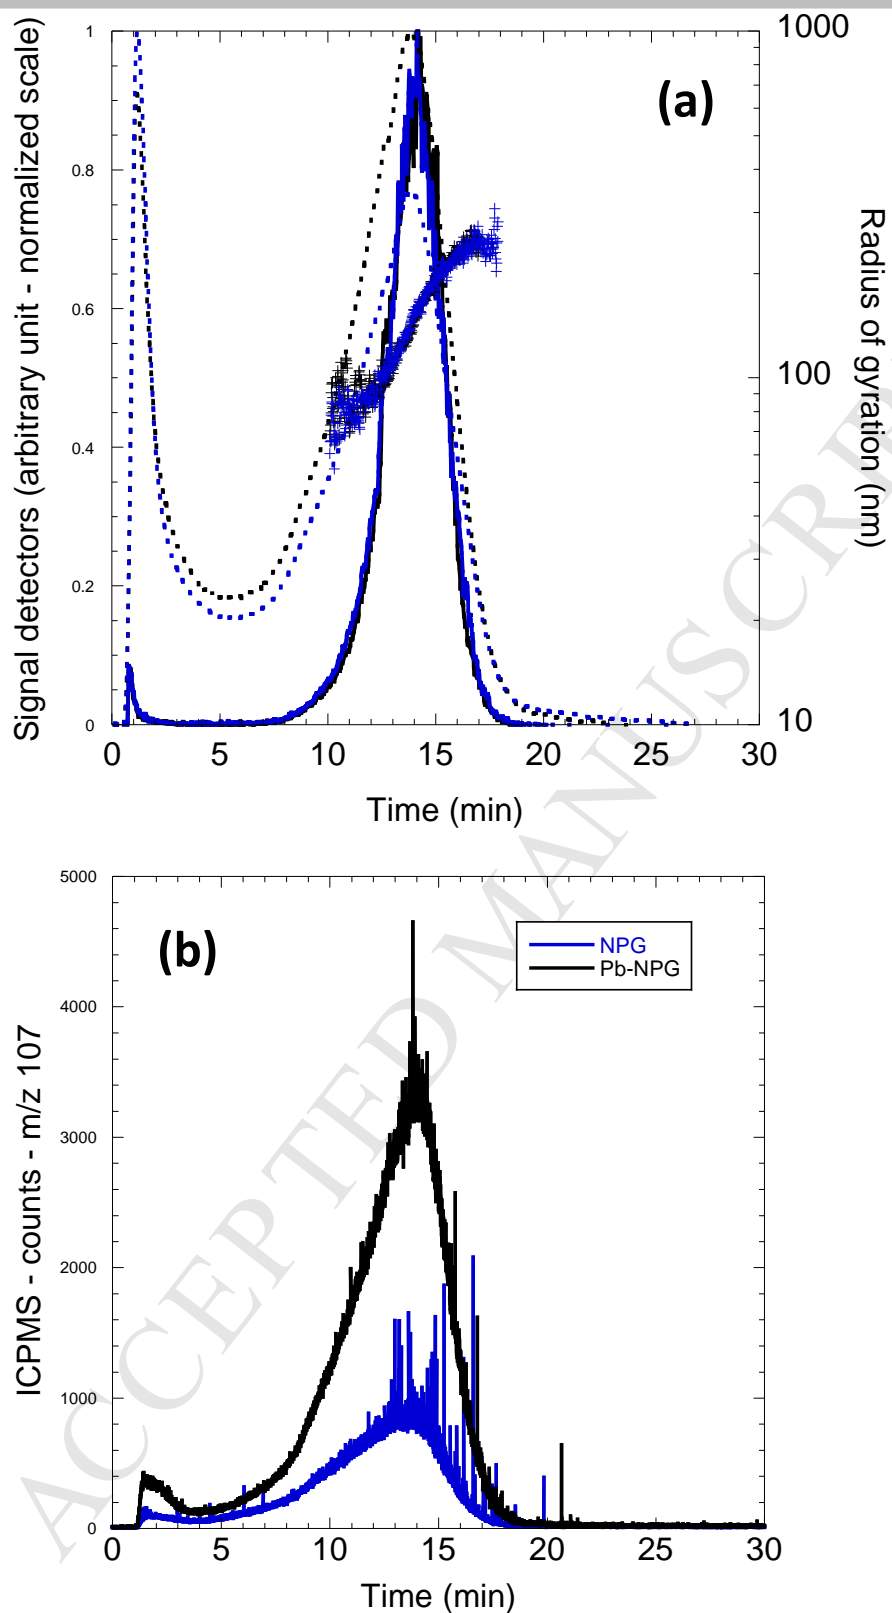 (a)
Signal detectors (arbitrary unit - normalized scale)
1
0.8
0.6
0.4
0.2
0
1000
100
10
Radius of gyration (nm)
0 5 10 15 20 25 30
Time (min)
(b)
NPG
Pb-NPG
ICPMS - counts - m/z 107
5000
4000
3000
2000
1000
0
0 5 10 15 20 25 30
Time (min)
ACCEPTED MANUSCRI